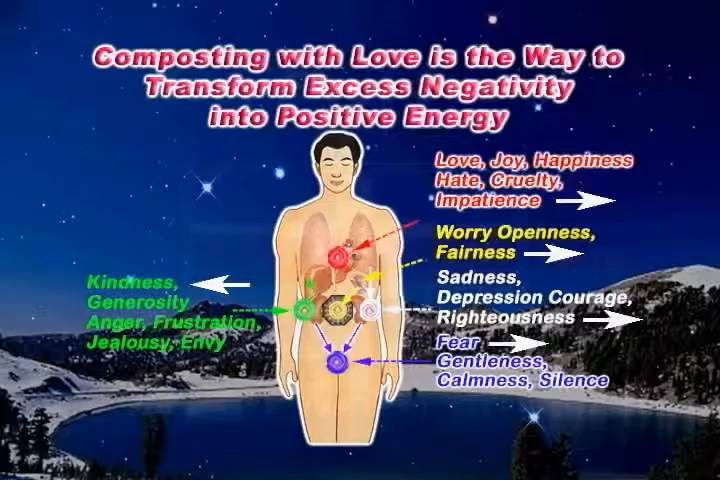 Composting with Love is the Way to
Transform Excess Negativity
into Positive Energy
Love, Joy, Happiness
Hate, Cruelty,
Impatience
Worry Openness,
Fairness
Sadness,
Depression Courage,
Righteousness
Fear
Gentleness,
Calmness, Silence
Kindness,
Generosity
Anger, Frustration,
Jealousy, Envy